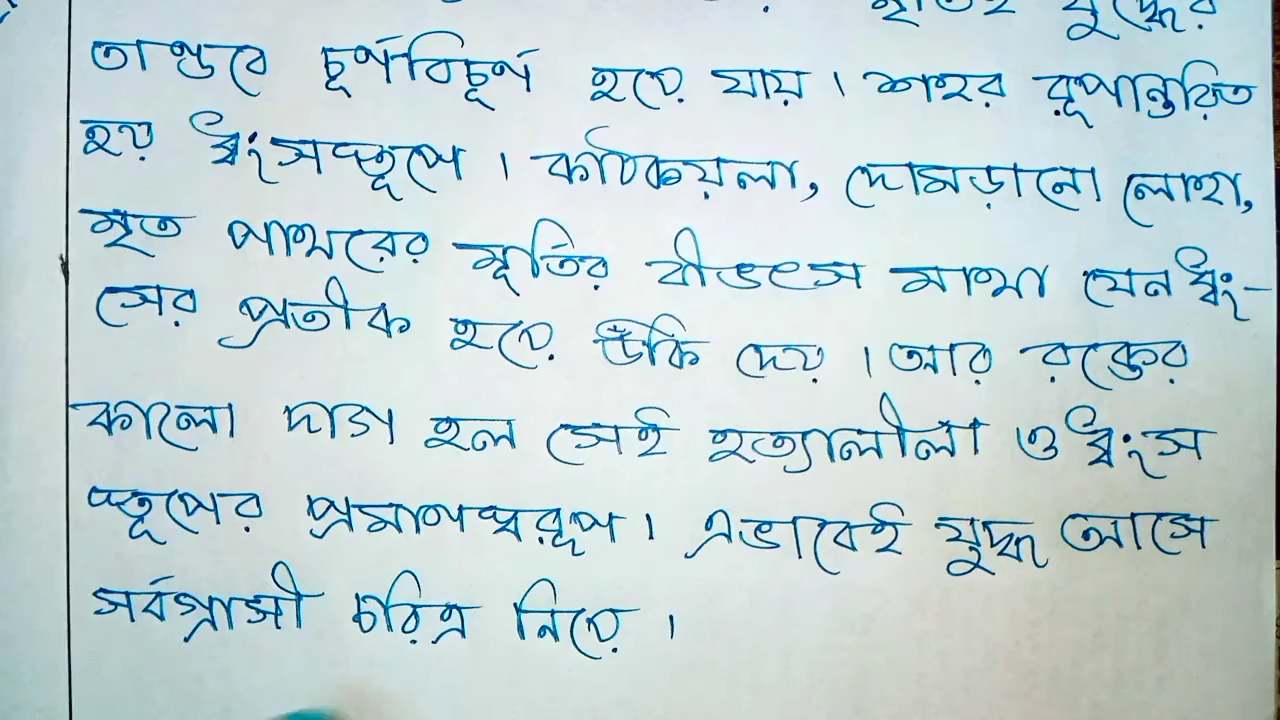 যুদ্ধের
তান্ডবে চূর্ণবিচূর্ণ হয়ে যায়। শহর রূপান্তরিত
হয় ধ্বংসস্তূপে। কাঠকয়লা, দোমড়ানো লোহা,
মৃত পাথরের মূর্তির বীভৎস মাথা যেন ধ্বং-
সের প্রতীক হয়ে উঁকি দেয়। আর রক্তের
কালো দাগ হল সেই হত্যালীলা ও ধ্বংস
স্তূপের প্রমাণস্বরূপ। এভাবেই যুদ্ধ আসে
সর্বগ্রাসী চরিত্র নিয়ে।